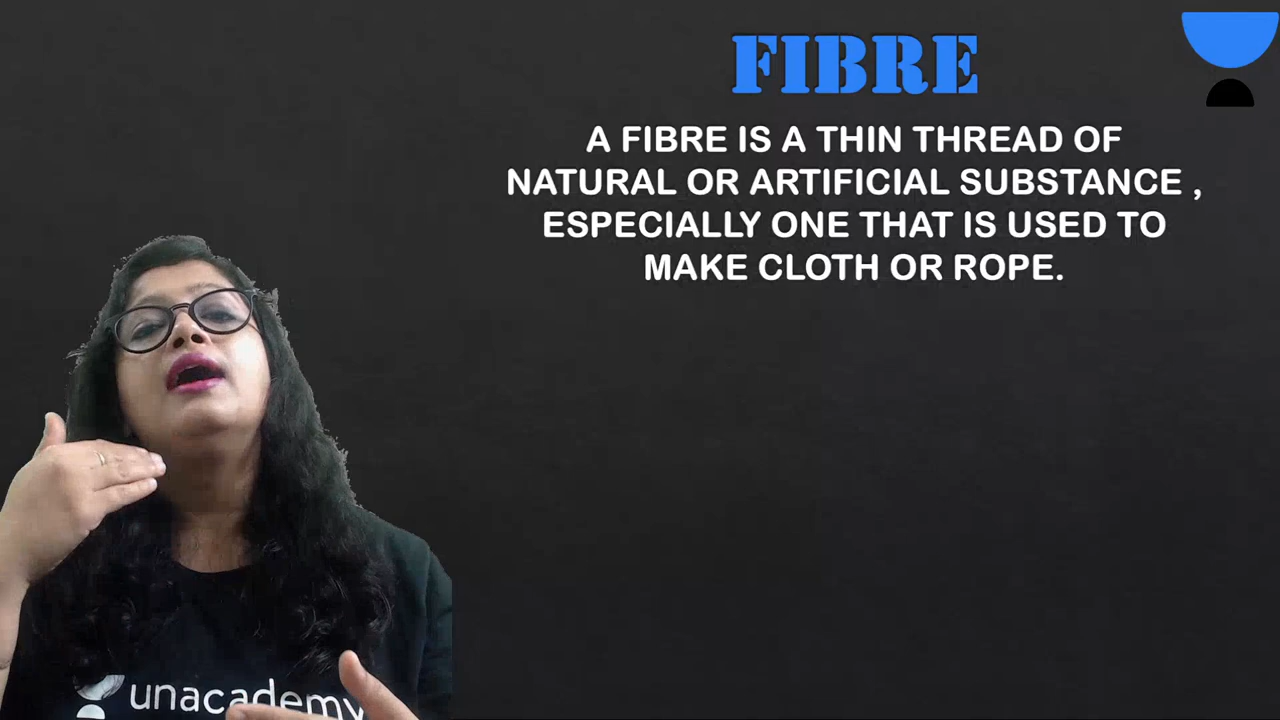 FIBRE
A FIBRE IS A THIN THREAD OF
NATURAL OR ARTIFICIAL SUBSTANCE ,
ESPECIALLY ONE THAT IS USED TO
MAKE CLOTH OR ROPE.
unacademy